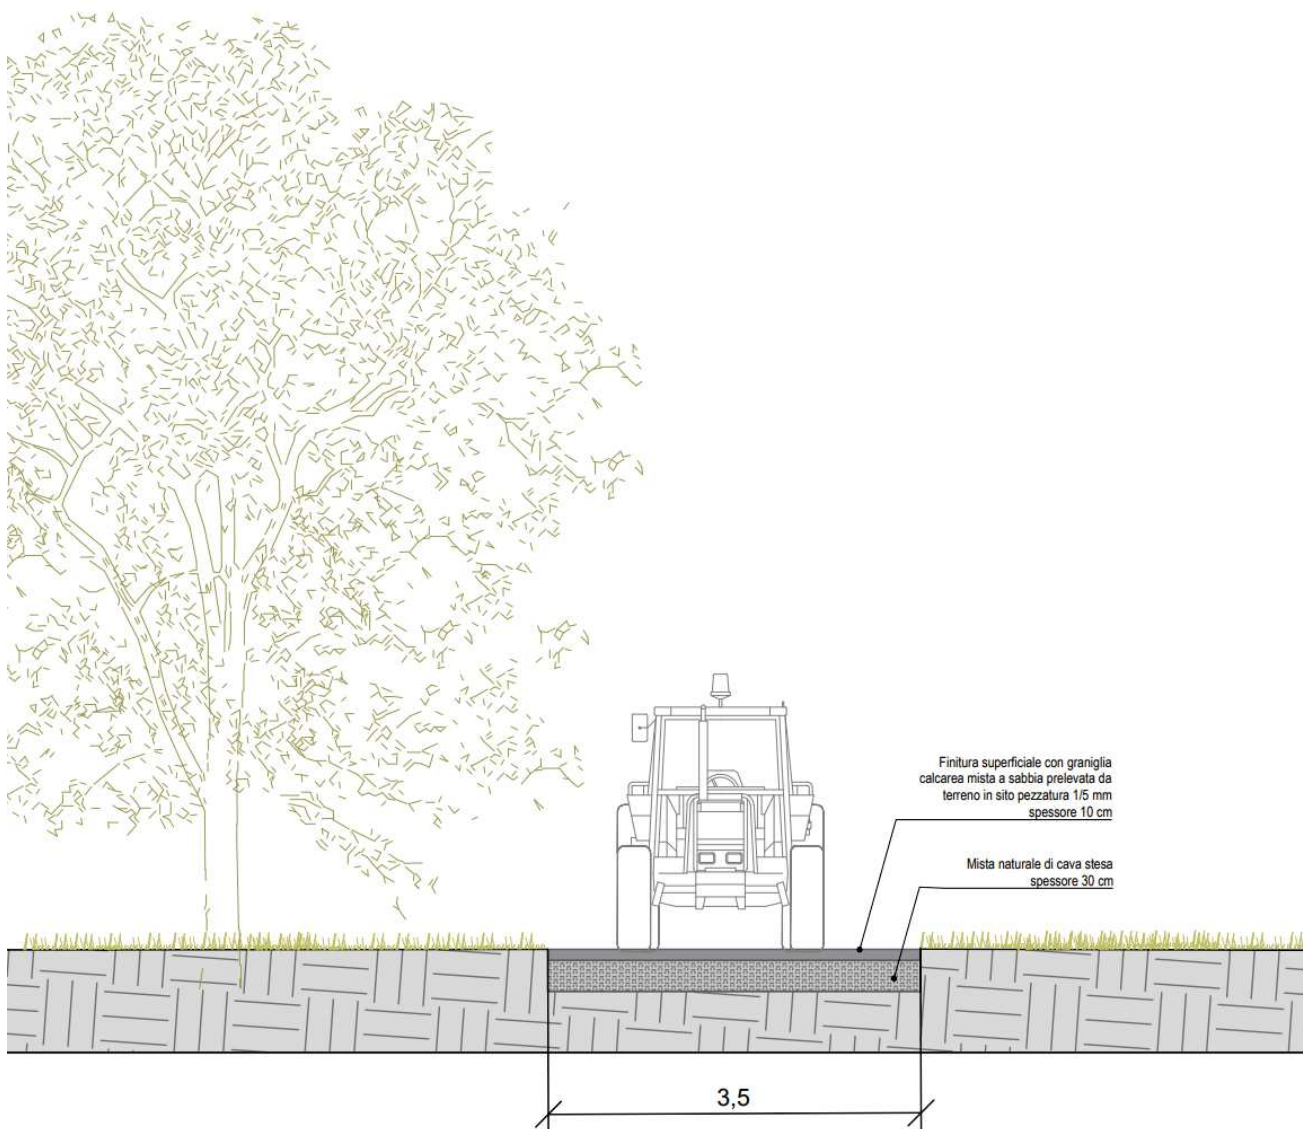 Finitura superficiale con graniglia
calcarea mista a sabbia prelevata da
terreno in sito pezzatura 1/5 mm
spessore 10 cm
Mista naturale di cava stesa
spessore 30 cm
3,5